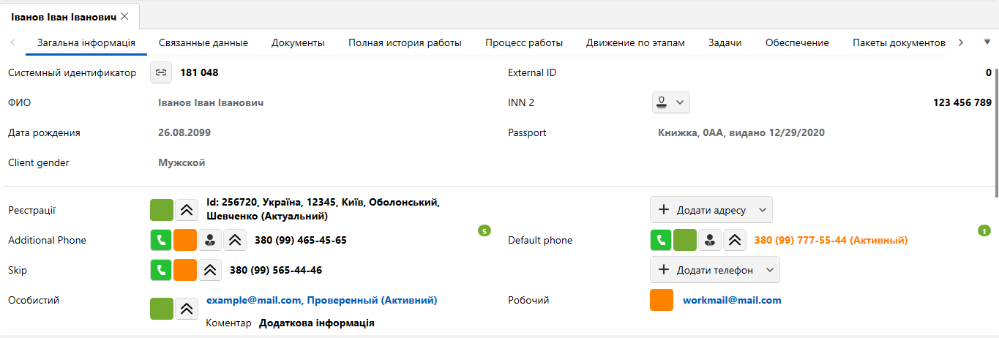 Іванов Іван Іванович
Загальна інформація Связанные данные Документы Полная история работы Процесс работы Движение по этапам Задачи Обеспечение Пакеты документов
Системный идентификатор 181 048 External ID 0
ФИО Іванов Іван Іванович INN 2 123 456 789
Дата рождения 26.08.2099 Passport Книжка, 0АА, видано 12/29/2020
Client gender Мужской
Реєстрації Id: 256720, Україна, 12345, Київ, Оболонський, Додати адресу
Шевченко (Актуальний)
Additional Phone 380 (99) 465-45-65 5 Default phone 380 (99) 777-55-44 (Активный) 1
Skip 380 (99) 565-44-46 Додати телефон
Особистий example@mail.com, Проверенный (Активний) Робочий workmail@mail.com
Коментар Додаткова інформація